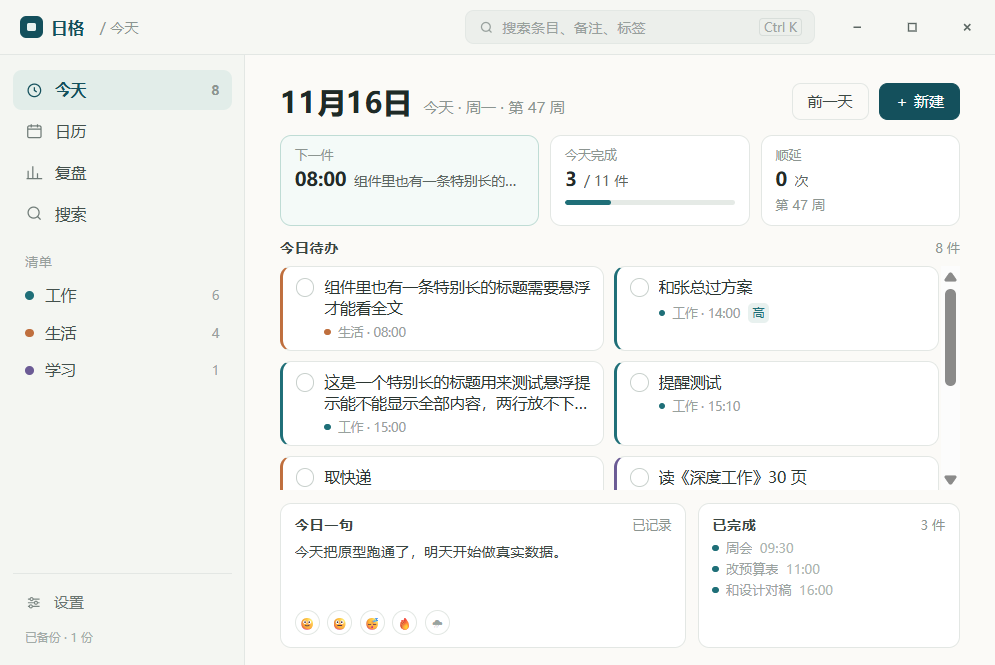 日格 / 今天
搜索条目、备注、标签 Ctrl K
今天 8
日历
复盘
搜索
清单
工作 6
生活 4
学习 1
设置
已备份 · 1 份
11月16日 今天 · 周一 · 第 47 周
前一天
+ 新建
下一件
08:00 组件里也有一条特别长的...
今天完成
3 / 11 件
顺延
0 次
第 47 周
今日待办 8 件
组件里也有一条特别长的标题需要悬浮
才能看全文
生活 · 08:00
和张总过方案
工作 · 14:00 高
这是一个特别长的标题用来测试悬浮提
示能不能显示全部内容，两行放不下...
工作 · 15:00
提醒测试
工作 · 15:10
取快递
读《深度工作》30 页
今日一句 已记录
今天把原型跑通了，明天开始做真实数据。
已完成 3 件
周会 09:30
改预算表 11:00
和设计对稿 16:00